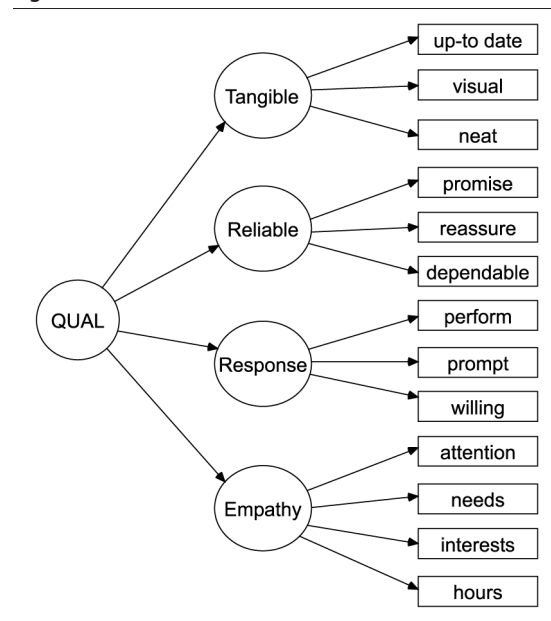 up-to date
Tangible
visual
neat
promise
Reliable
reassure
dependable
QUAL
perform
Response
prompt
willing
attention
Empathy
needs
interests
hours